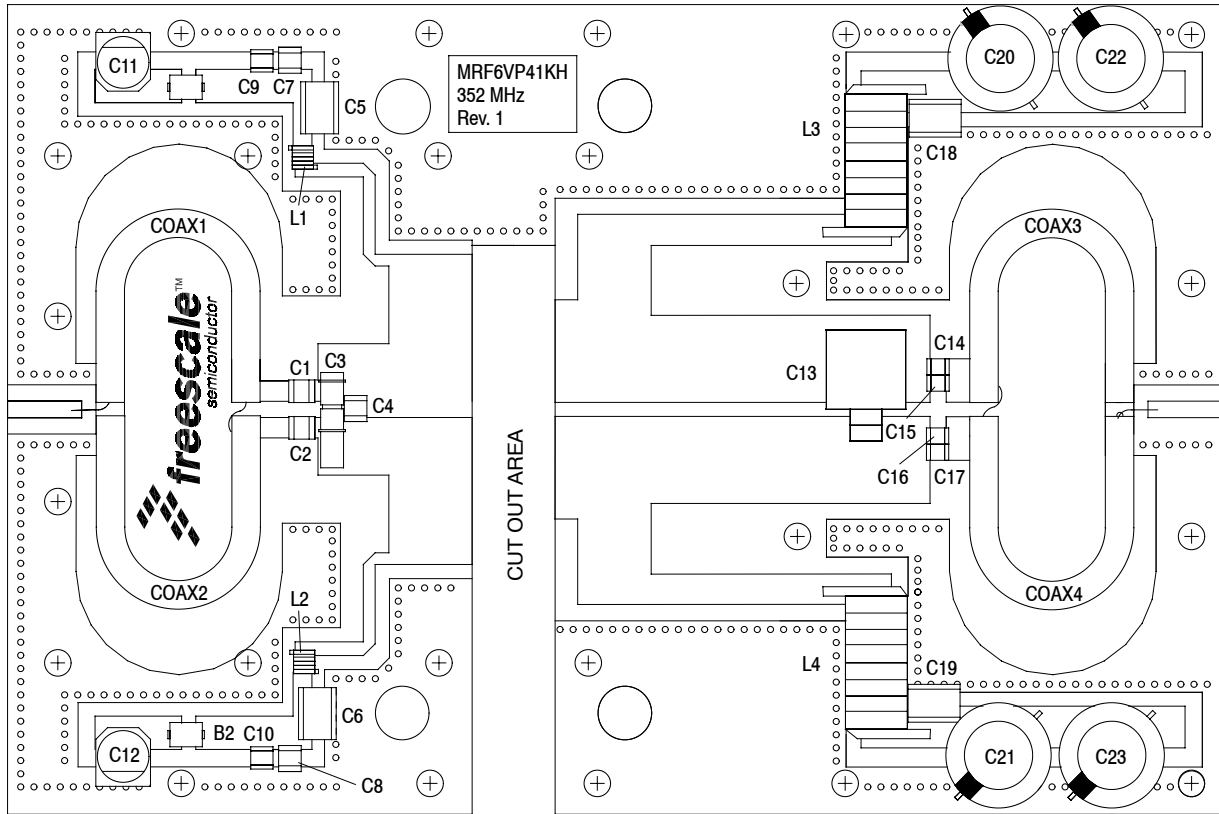 C11
C9 C7
C5
MRF6VP41KH
352 MHz
Rev. 1
C20
C22
L3
C18
L1
COAX1
COAX3
freescale™
semiconductor
C1 C3
C4
C2
C13
C14
C15
C16
C17
CUT OUT AREA
COAX2
COAX4
L2
L4
C19
B2
C10
C6
C12
C8
C21
C23